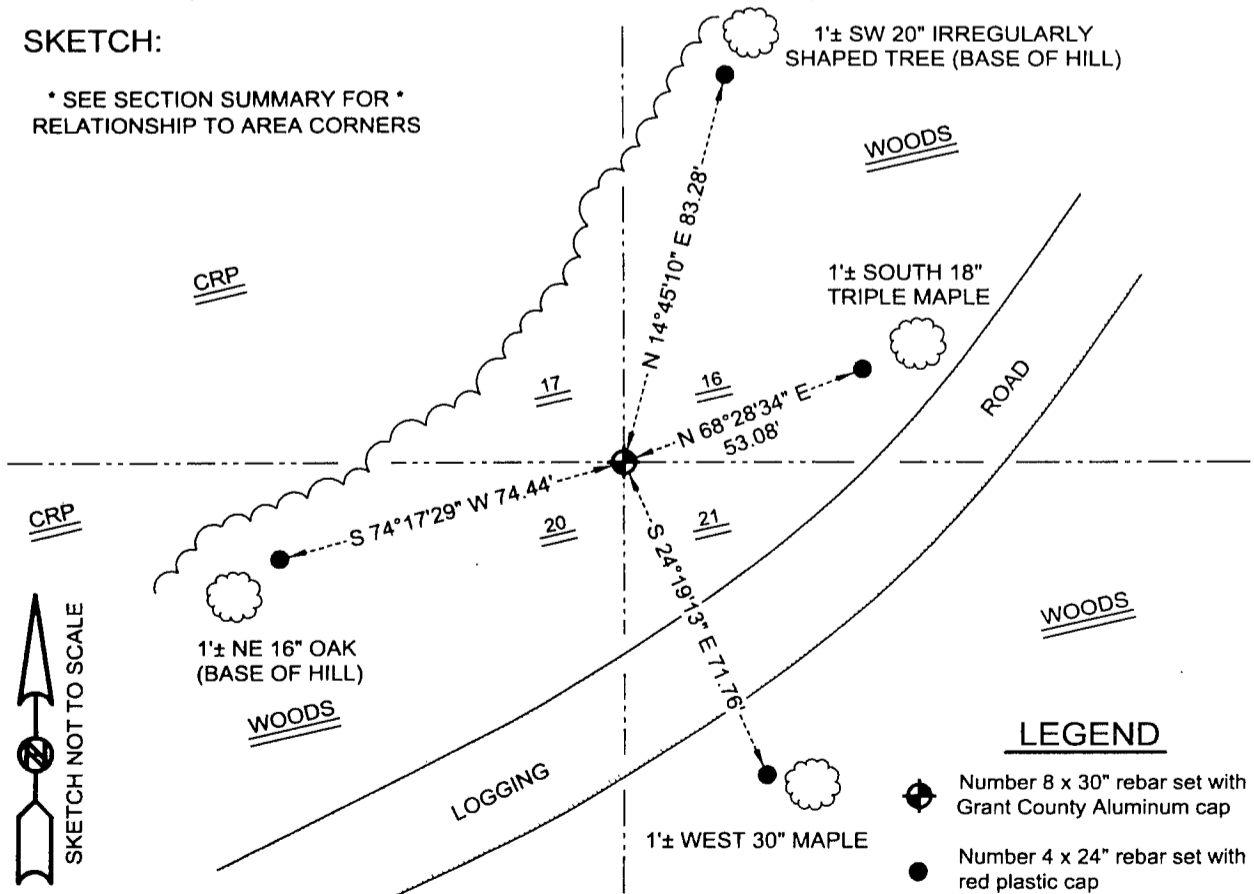 SKETCH:
* SEE SECTION SUMMARY FOR *
RELATIONSHIP TO AREA CORNERS
1'± SW 20" IRREGULARLY
SHAPED TREE (BASE OF HILL)
WOODS
CRP
N 14°45'10" E 83.28'
1'± SOUTH 18"
TRIPLE MAPLE
17
16
N 68°28'34" E
53.08'
ROAD
CRP
S 74°17'29" W 74.44'
20
21
S 24°19'13" E 71.76'
WOODS
1'± NE 16" OAK
(BASE OF HILL)
WOODS
N
SKETCH NOT TO SCALE
LOGGING
1'± WEST 30" MAPLE
LEGEND
Number 8 x 30" rebar set with
Grant County Aluminum cap
Number 4 x 24" rebar set with
red plastic cap